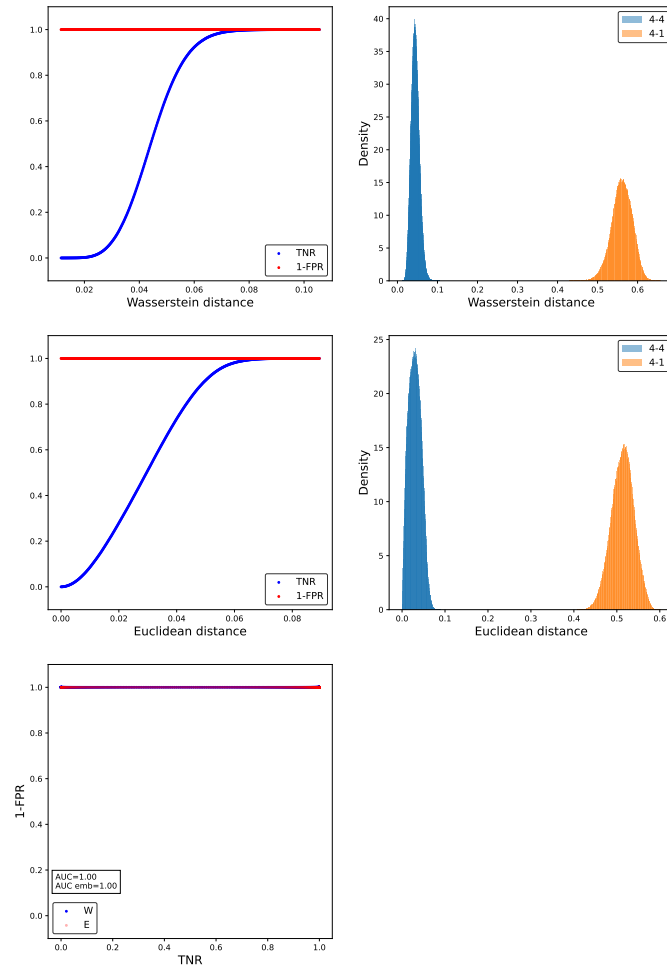 1.0
0.8
0.6
0.4
0.2
0.0
TNR
1-FPR
0.02 0.04 0.06 0.08 0.10
Wasserstein distance
40
35
30
25
20
15
10
5
0
Density
4-4
4-1
0.0 0.1 0.2 0.3 0.4 0.5 0.6
Wasserstein distance
1.0
0.8
0.6
0.4
0.2
0.0
TNR
1-FPR
0.00 0.02 0.04 0.06 0.08
Euclidean distance
25
20
15
10
5
0
Density
4-4
4-1
0.0 0.1 0.2 0.3 0.4 0.5 0.6
Euclidean distance
1.0
0.8
0.6
0.4
0.2
0.0
1-FPR
AUC=1.00
AUC emb=1.00
W
E
0.0 0.2 0.4 0.6 0.8 1.0
TNR